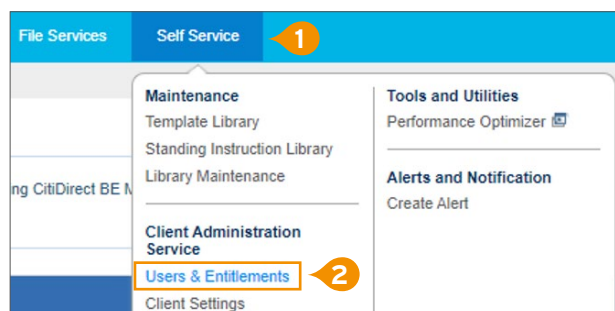 File Services
Self Service
1
Maintenance
Template Library
Standing Instruction Library
Library Maintenance
Client Administration
Service
Users & Entitlements
2
Client Settings
Tools and Utilities
Performance Optimizer
Alerts and Notification
Create Alert
ng CitiDirect BE